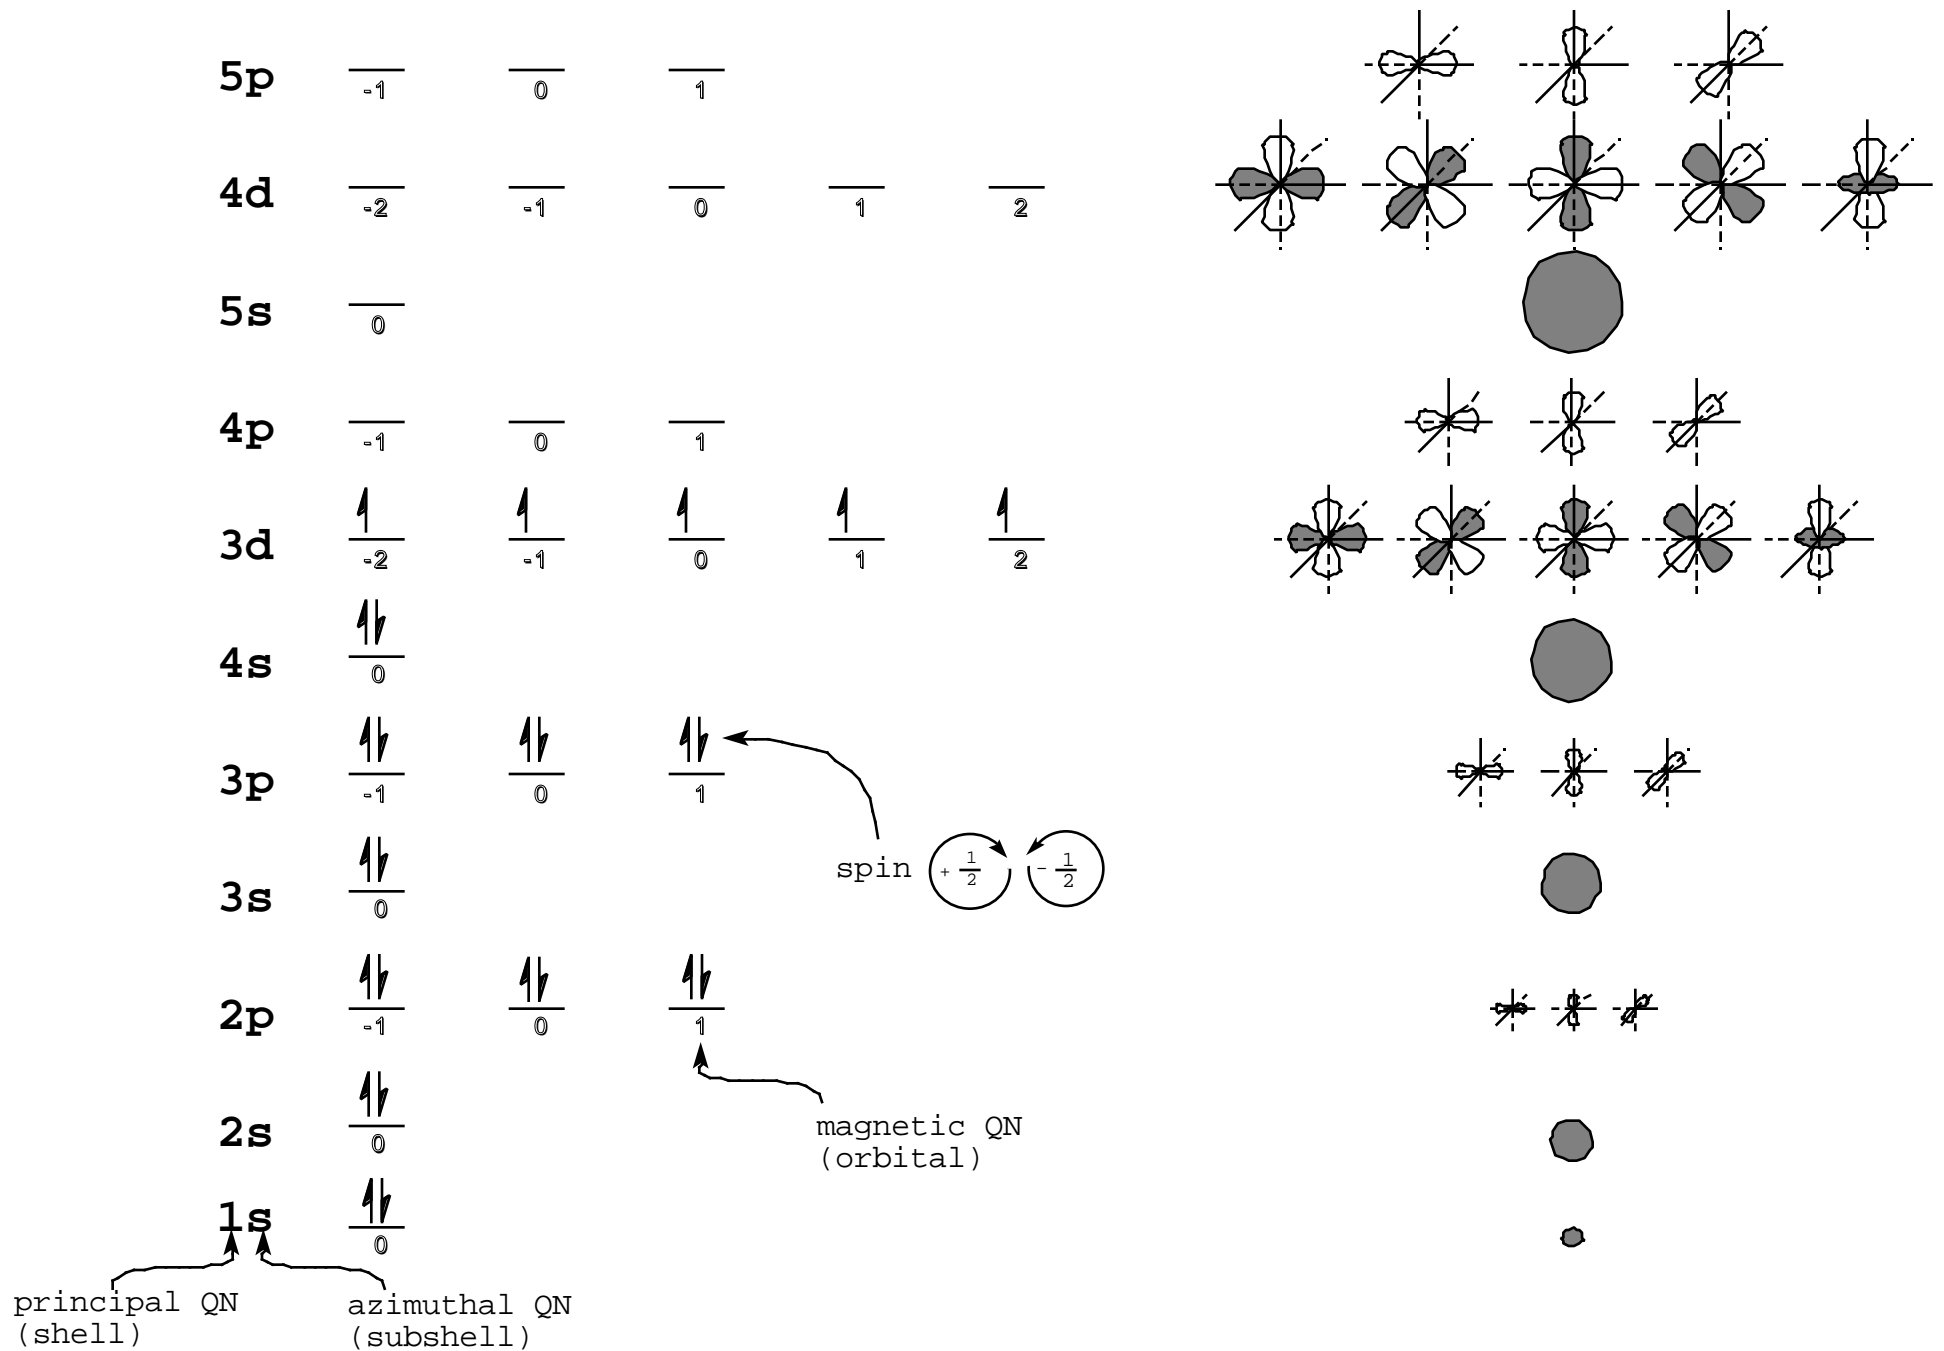 5p -1 0 1
4d -2 -1 0 1 2
5s 0
4p -1 0 1
3d -2 -1 0 1 2
4s 0
3p -1 0 1
spin + 1/2 - 1/2
3s 0
2p -1 0 1
magnetic QN
(orbital)
2s 0
1s 0
principal QN
(shell)
azimuthal QN
(subshell)